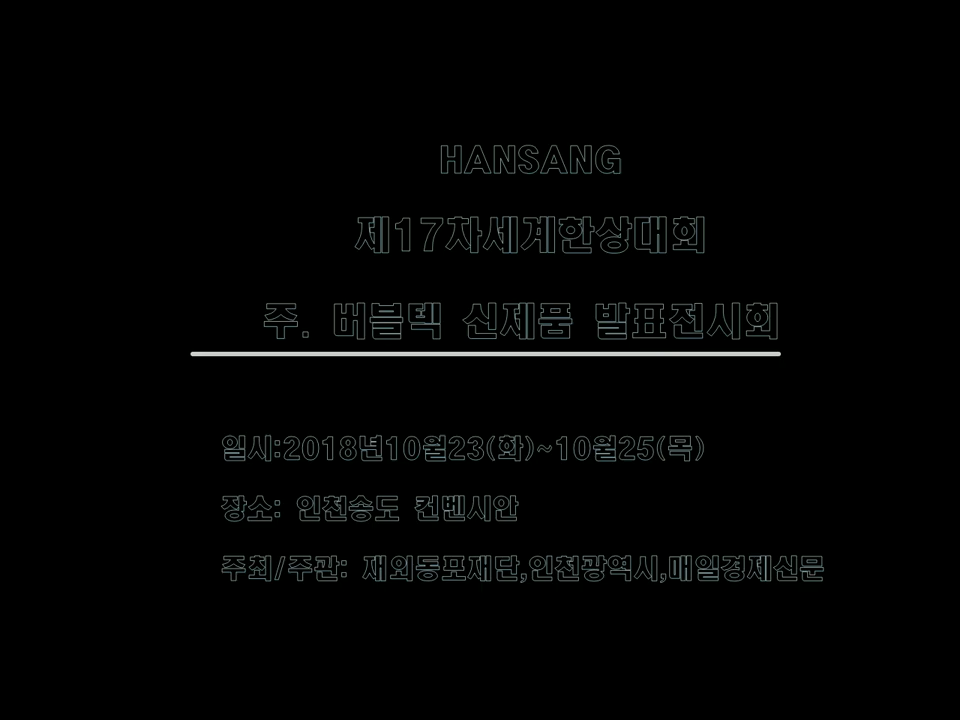 HANSANG
제17차세계한상대회
주. 버블텍 신제품 발표전시회
일시:2018년10월23(화)~10월25(목)
장소: 인천송도 컨벤시안
주최/주관: 재외동포재단,인천광역시,매일경제신문